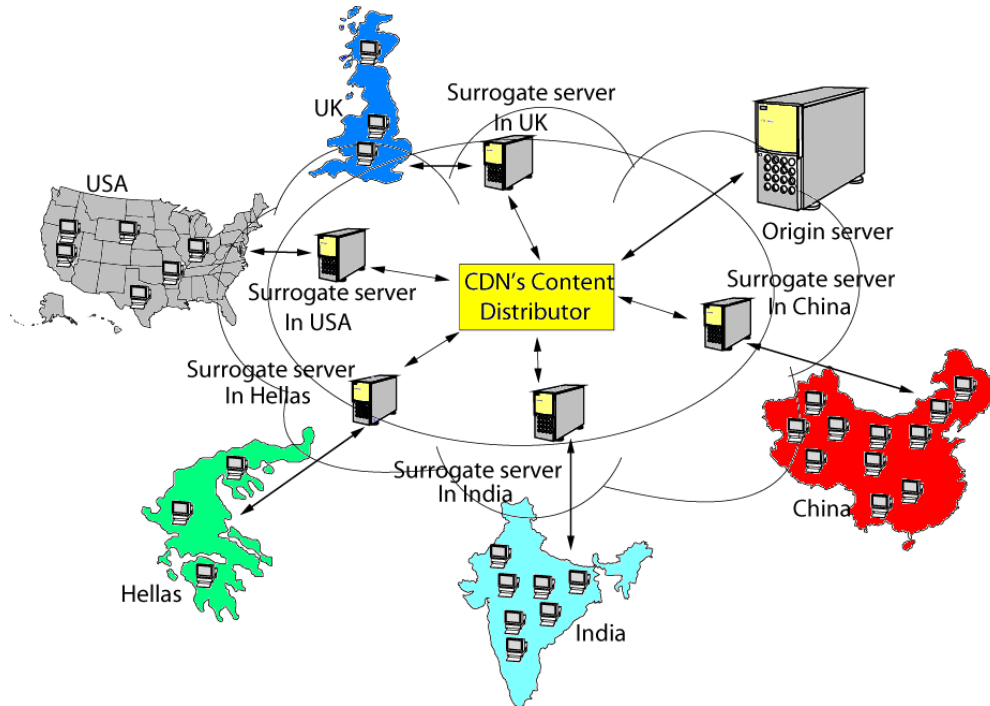 UK
Surrogate server
In UK
USA
Origin server
Surrogate server
In USA
CDN's Content
Distributor
Surrogate server
In China
Surrogate server
In Hellas
Surrogate server
In India
China
Hellas
India